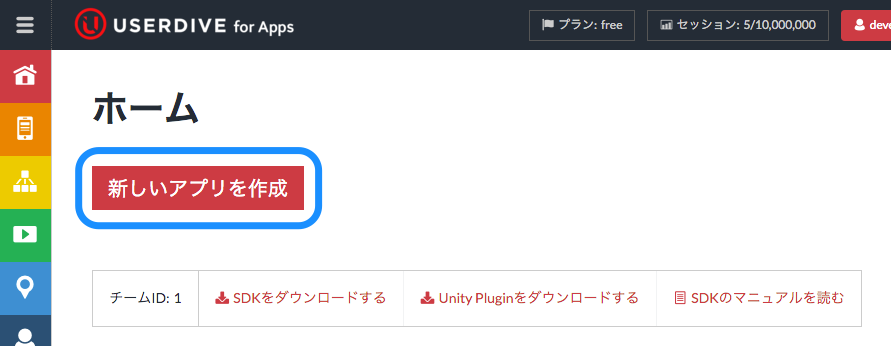 USERDIVE for Apps
プラン: free
セッション: 5/10,000,000
deve
ホーム
新しいアプリを作成
チームID: 1
SDKをダウンロードする
Unity Pluginをダウンロードする
SDKのマニュアルを読む